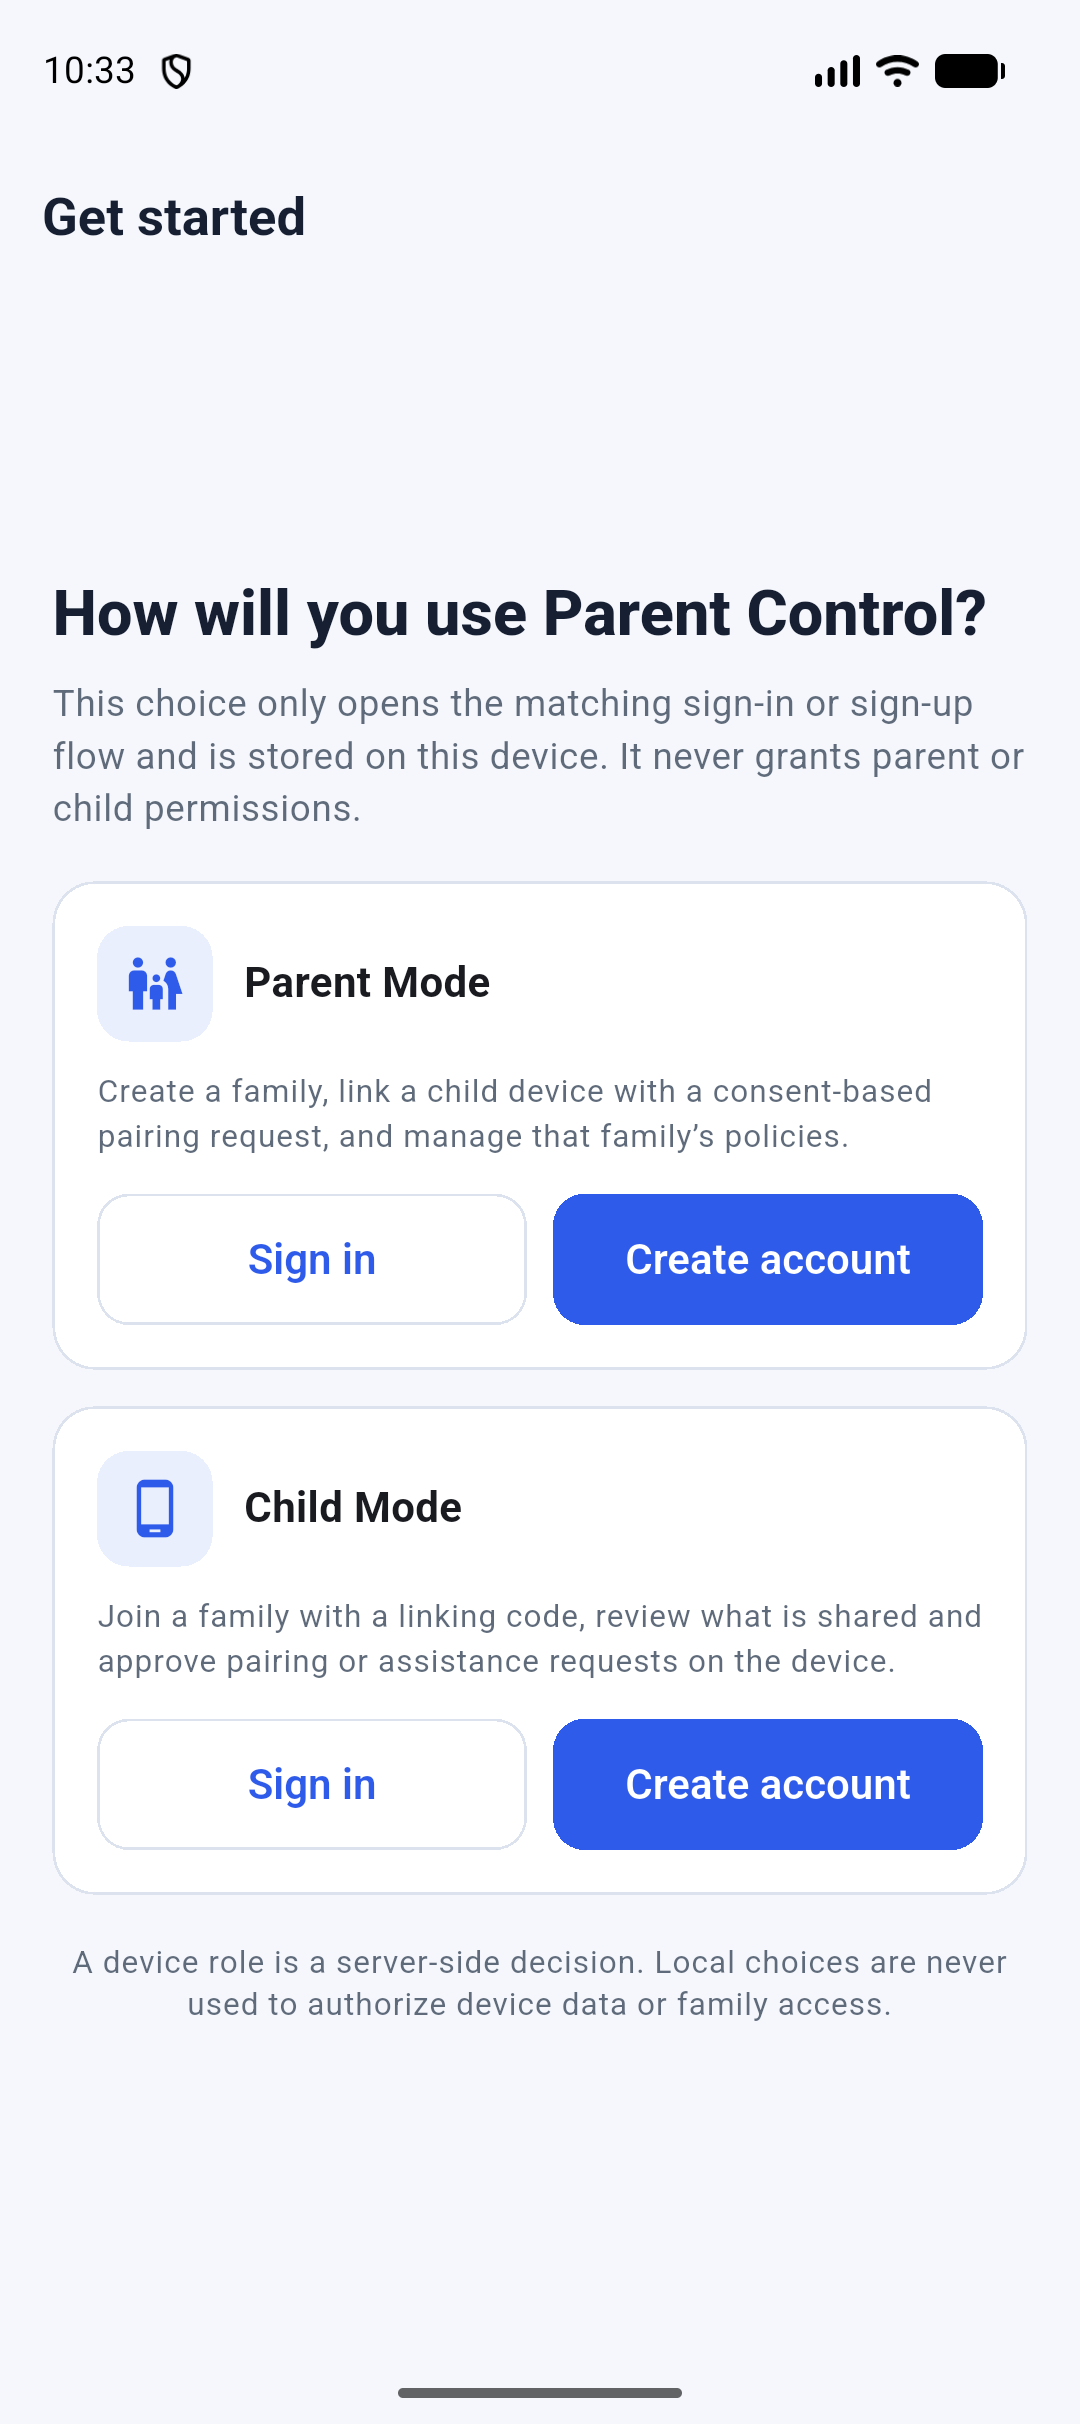 10:33
Get started
How will you use Parent Control?
This choice only opens the matching sign-in or sign-up
flow and is stored on this device. It never grants parent or
child permissions.
Parent Mode
Create a family, link a child device with a consent-based
pairing request, and manage that family’s policies.
Sign in
Create account
Child Mode
Join a family with a linking code, review what is shared and
approve pairing or assistance requests on the device.
Sign in
Create account
A device role is a server-side decision. Local choices are never
used to authorize device data or family access.